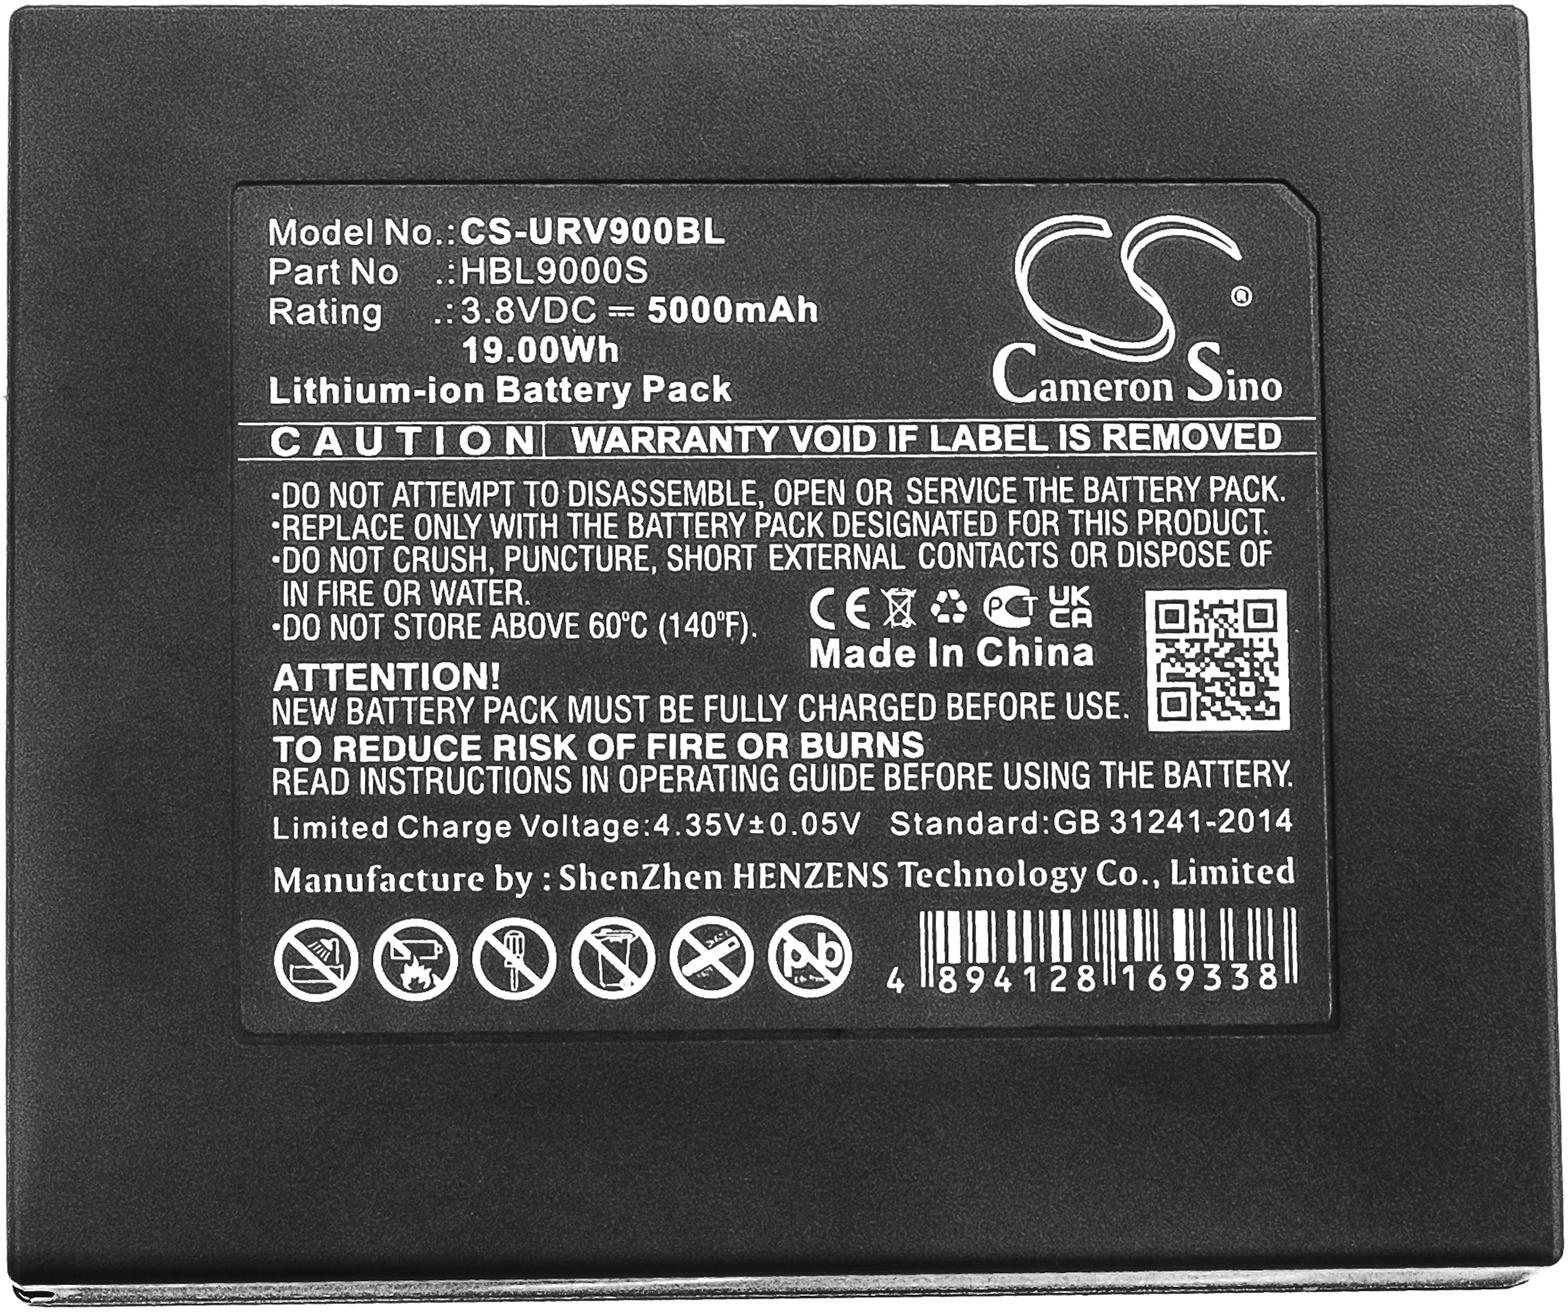 Model No.:CS-URV900BL
Part No .:HBL9000S
Rating .:3.8VDC ⎓ 5000mAh
19.00Wh
Lithium-ion Battery Pack
CS ®
Cameron Sino
CAUTION WARRANTY VOID IF LABEL IS REMOVED
•DO NOT ATTEMPT TO DISASSEMBLE, OPEN OR SERVICE THE BATTERY PACK.
•REPLACE ONLY WITH THE BATTERY PACK DESIGNATED FOR THIS PRODUCT.
•DO NOT CRUSH, PUNCTURE, SHORT EXTERNAL CONTACTS OR DISPOSE OF
IN FIRE OR WATER.
•DO NOT STORE ABOVE 60ºC (140ºF).
CE PCT UK
CA
Made In China
ATTENTION!
NEW BATTERY PACK MUST BE FULLY CHARGED BEFORE USE.
TO REDUCE RISK OF FIRE OR BURNS
READ INSTRUCTIONS IN OPERATING GUIDE BEFORE USING THE BATTERY.
Limited Charge Voltage:4.35V±0.05V Standard:GB 31241-2014
Manufacture by : ShenZhen HENZENS Technology Co., Limited
pb
4 894128 169338